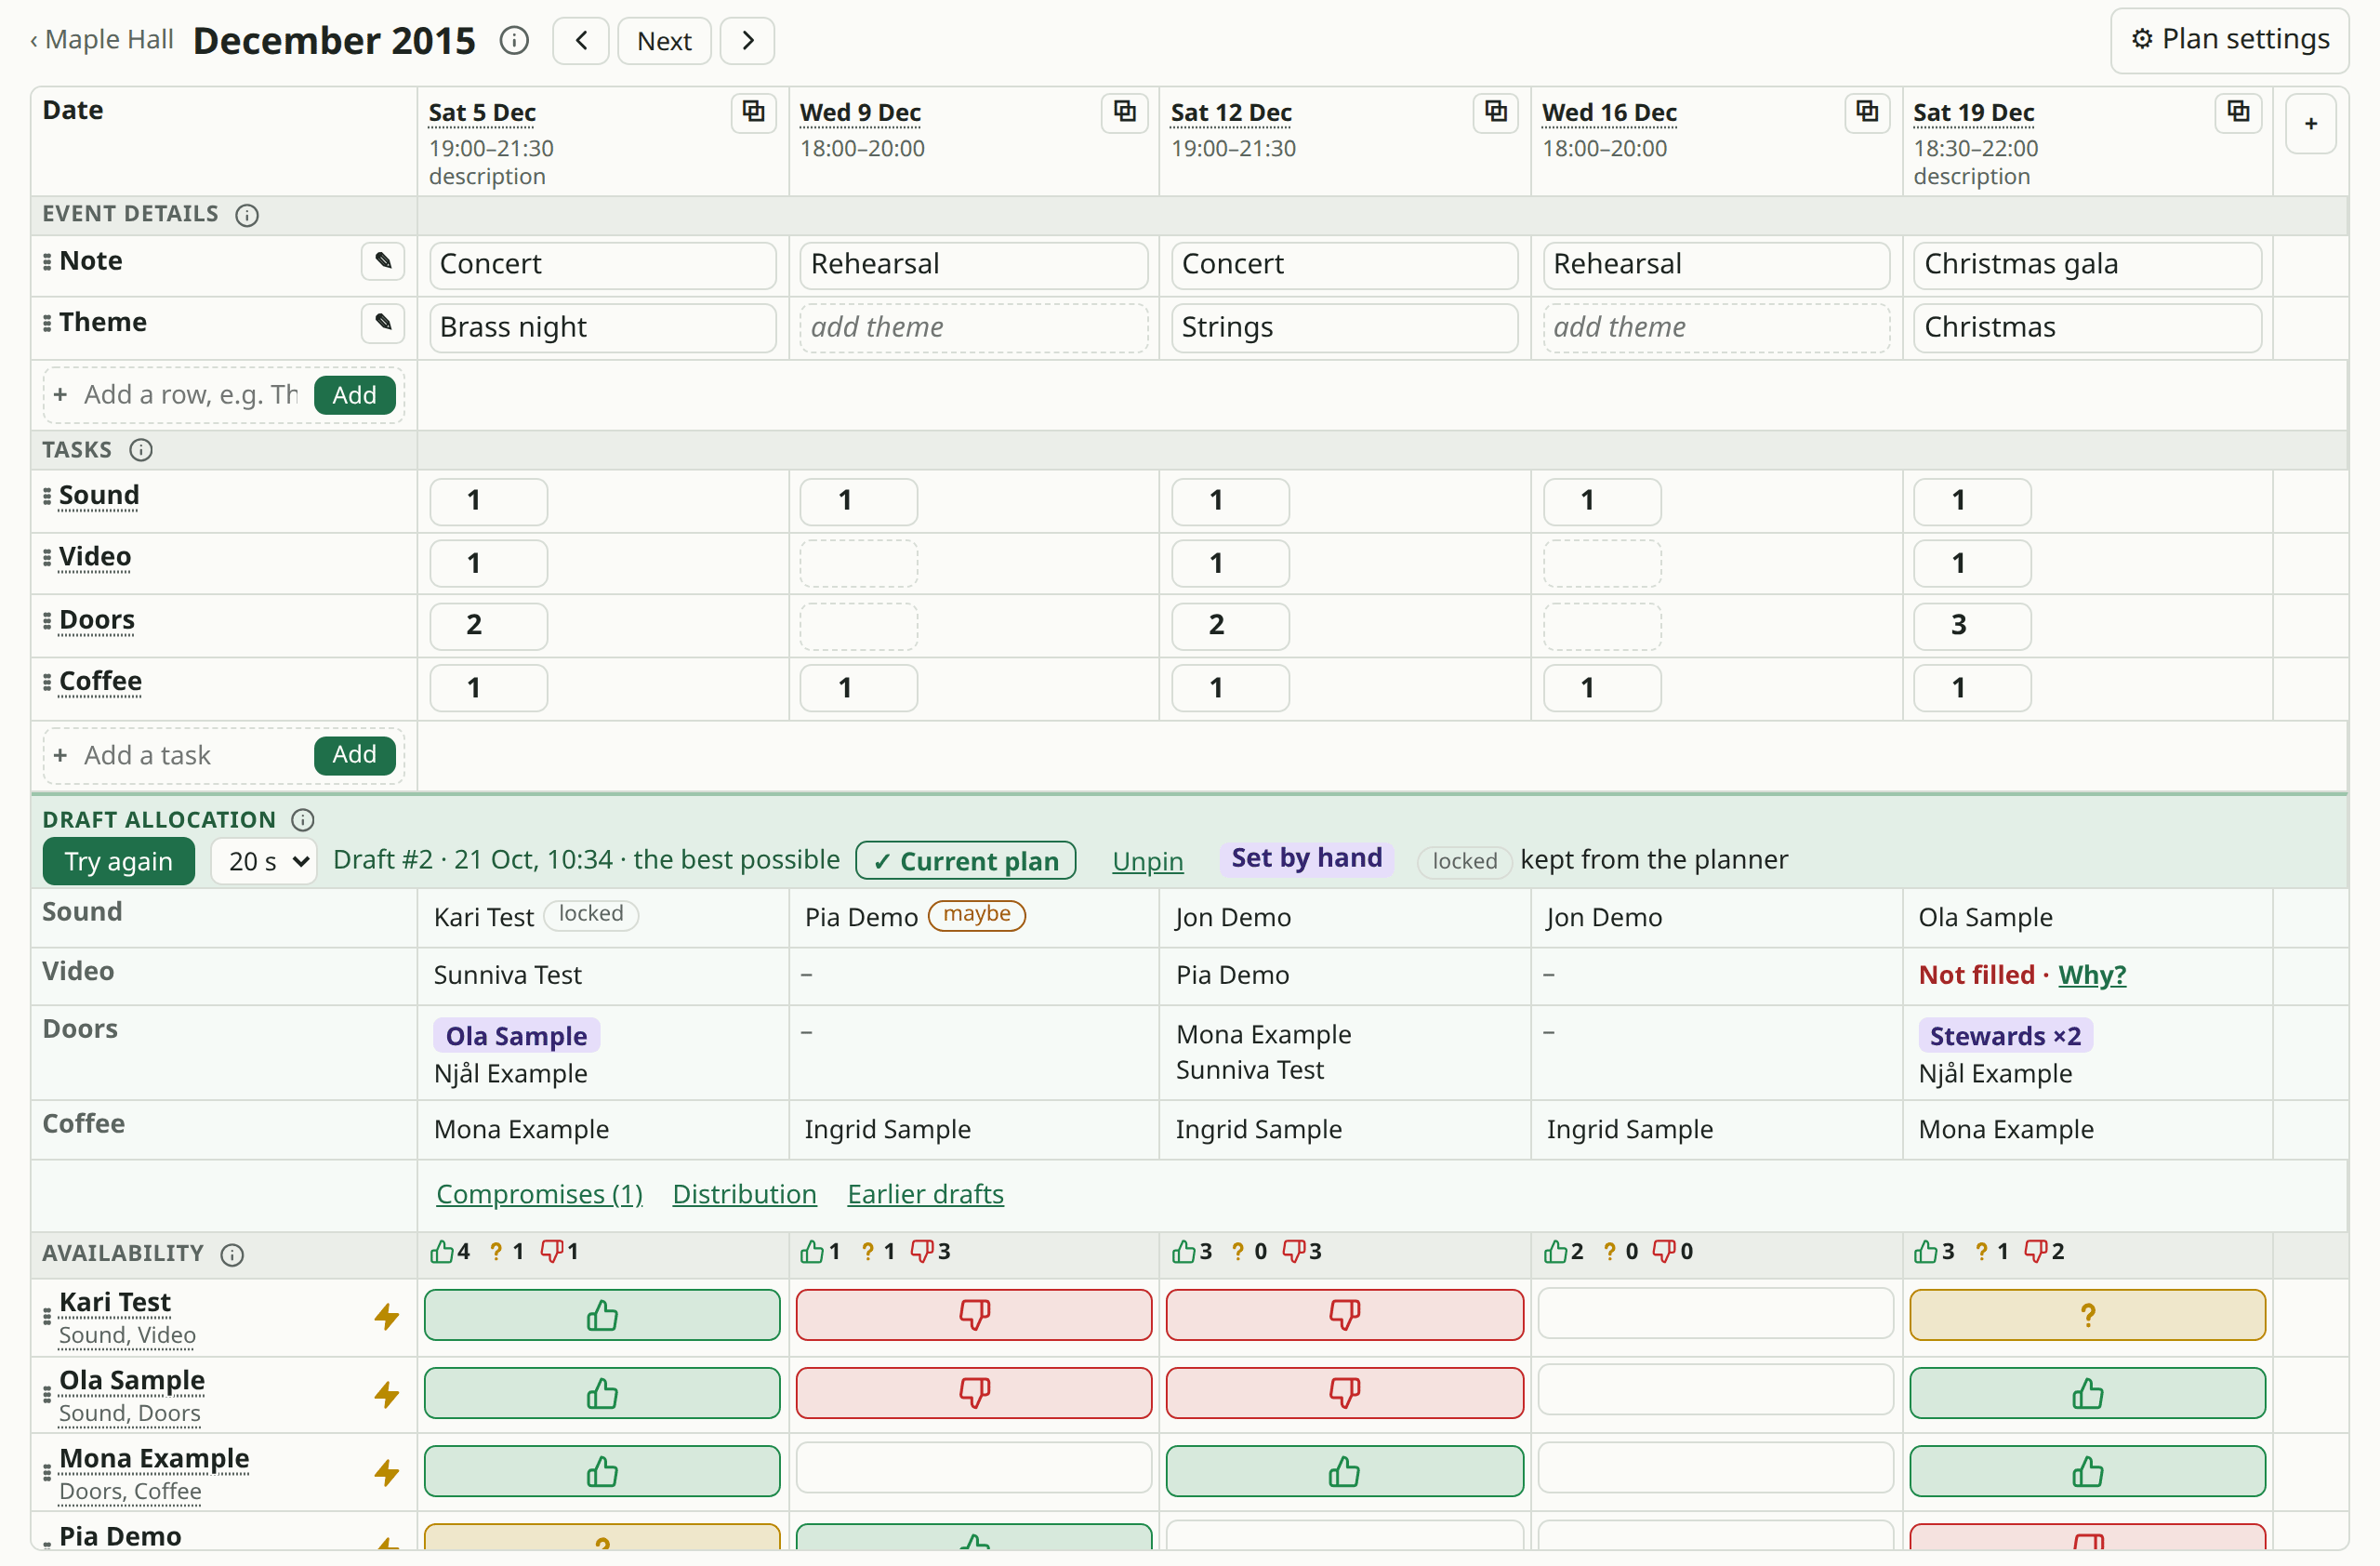 ‹ Maple Hall December 2015 Next ⚙ Plan settings
Date Sat 5 Dec Wed 9 Dec Sat 12 Dec Wed 16 Dec Sat 19 Dec +
19:00–21:30 18:00–20:00 19:00–21:30 18:00–20:00 18:30–22:00
description description
EVENT DETAILS
Note ✎ Concert Rehearsal Concert Rehearsal Christmas gala
Theme ✎ Brass night add theme Strings add theme Christmas
+ Add a row, e.g. Th Add
TASKS
Sound 1 1 1 1 1
Video 1 1 1
Doors 2 2 3
Coffee 1 1 1 1 1
+ Add a task Add
DRAFT ALLOCATION
Try again 20 s Draft #2 · 21 Oct, 10:34 · the best possible ✓ Current plan Unpin Set by hand locked kept from the planner
Sound Kari Test locked Pia Demo maybe Jon Demo Jon Demo Ola Sample
Video Sunniva Test – Pia Demo – Not filled · Why?
Doors Ola Sample – Mona Example – Stewards ×2
Njål Example Sunniva Test Njål Example
Coffee Mona Example Ingrid Sample Ingrid Sample Ingrid Sample Mona Example
Compromises (1) Distribution Earlier drafts
AVAILABILITY 4 ? 1 1 1 ? 1 3 3 ? 0 3 2 ? 0 0 3 ? 1 2
Kari Test ?
Sound, Video
Ola Sample
Sound, Doors
Mona Example
Doors, Coffee
Pia Demo ?